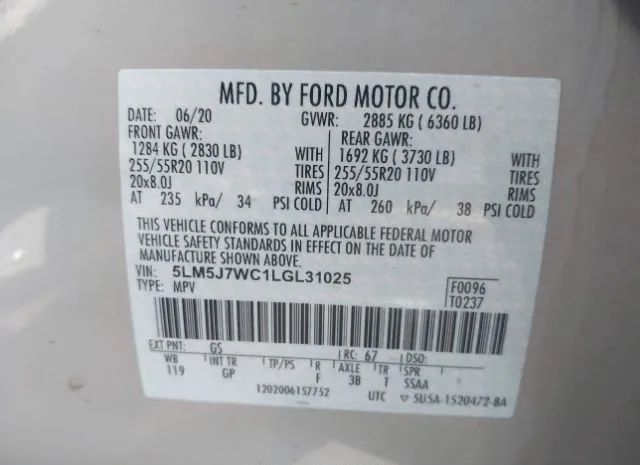 MFD. BY FORD MOTOR CO.
DATE: 06/20 GVWR: 2885 KG ( 6360 LB)
FRONT GAWR: REAR GAWR:
1284 KG ( 2830 LB) WITH 1692 KG ( 3730 LB) WITH
255/55R20 110V TIRES 255/55R20 110V TIRES
20x8.0J RIMS 20x8.0J RIMS
AT 235 kPa/ 34 PSI COLD AT 260 kPa/ 38 PSI COLD
THIS VEHICLE CONFORMS TO ALL APPLICABLE FEDERAL MOTOR
VEHICLE SAFETY STANDARDS IN EFFECT ON THE DATE OF
MANUFACTURE SHOWN ABOVE.
VIN: 5LM5J7WC1LGL31025 F0096
TYPE: MPV T0237
EXT PNT: GS RC: 67 DSO:
WB INT TR TP/PS R AXLE TR SPR
119 GP F 3B T SSAA
1202006157752 UTC ▽ 5U5A-1520472-BA